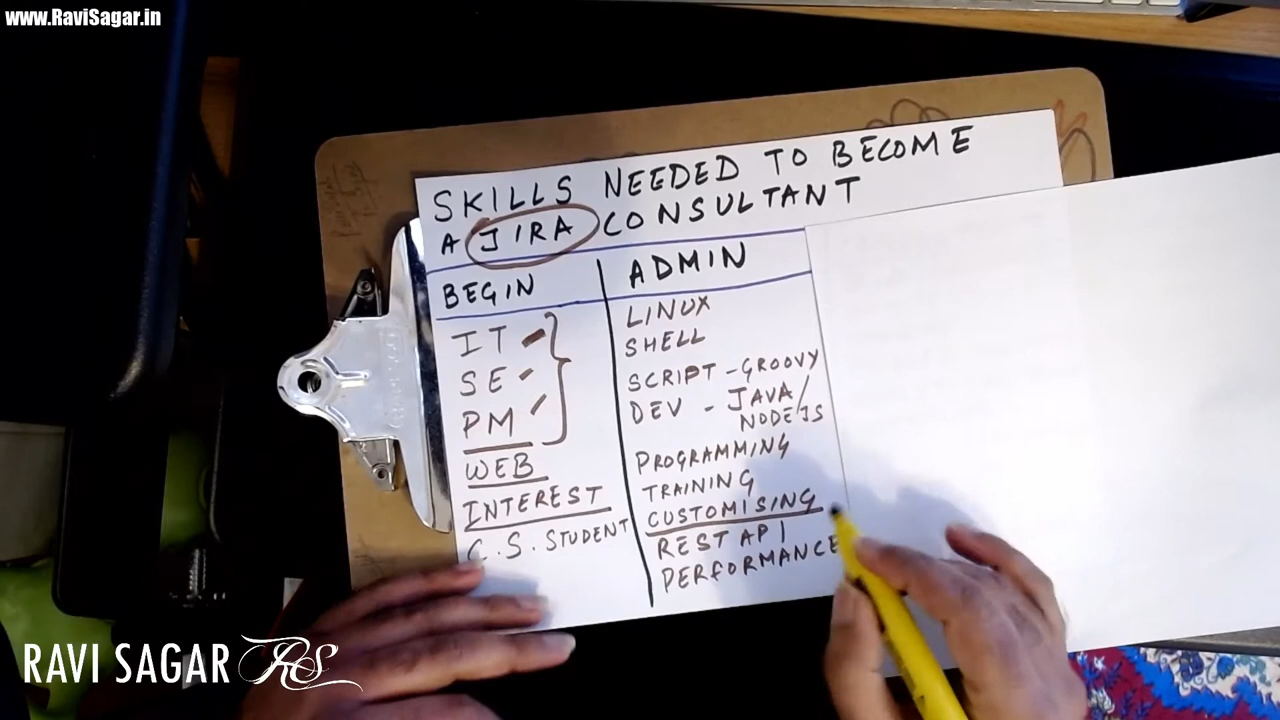 www.RaviSagar.in
SKILLS NEEDED TO BECOME
A JIRA CONSULTANT
BEGIN
IT
SE
PM
WEB
INTEREST
C.S. STUDENT
ADMIN
LINUX
SHELL
SCRIPT - GROOVY
DEV - JAVA/
NODEJS
PROGRAMMING
TRAINING
CUSTOMISING
REST API
PERFORMANCE
RAVI SAGAR RS